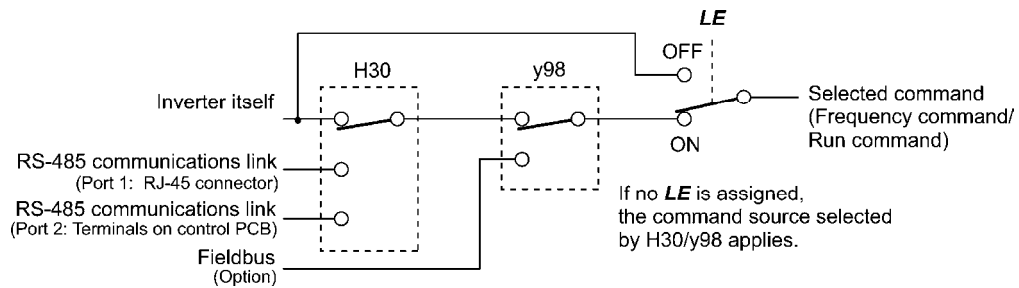 LE
OFF
H30
y98
Inverter itself
Selected command
(Frequency command/
Run command)
ON
RS-485 communications link
(Port 1: RJ-45 connector)
RS-485 communications link
(Port 2: Terminals on control PCB)
If no LE is assigned,
the command source selected
by H30/y98 applies.
Fieldbus
(Option)